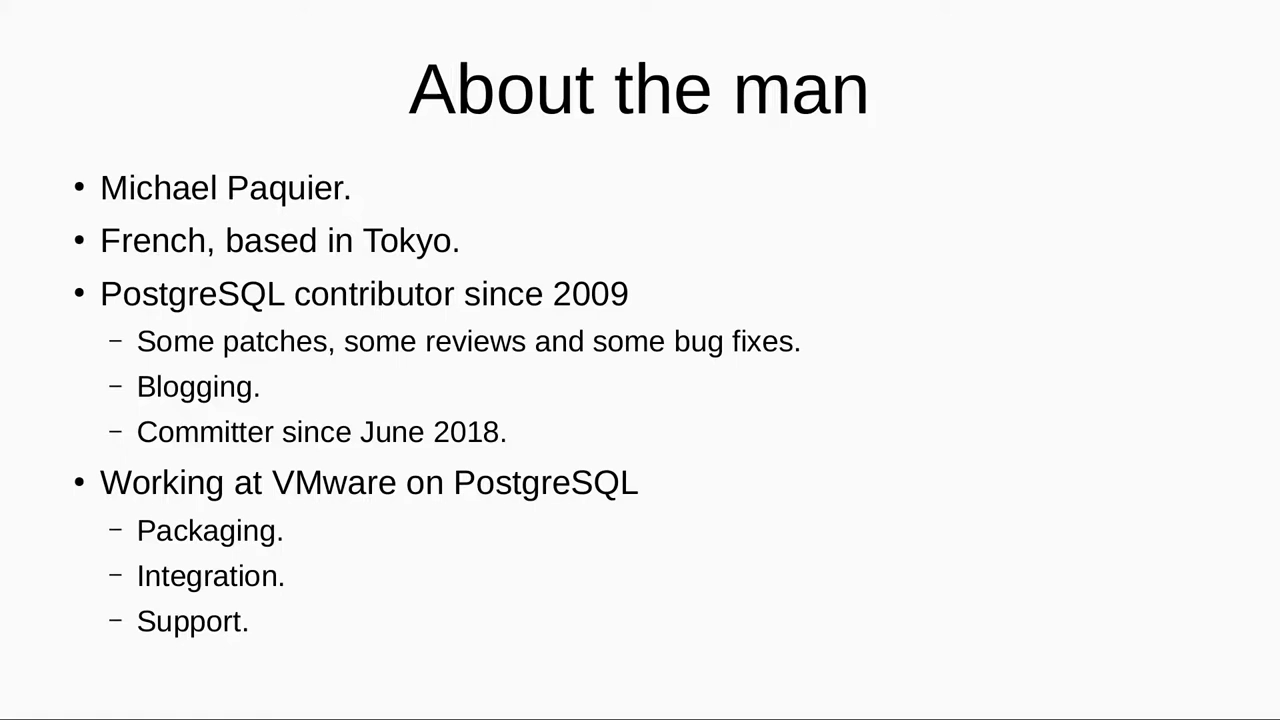 About the man
• Michael Paquier.
• French, based in Tokyo.
• PostgreSQL contributor since 2009
– Some patches, some reviews and some bug fixes.
– Blogging.
– Committer since June 2018.
• Working at VMware on PostgreSQL
– Packaging.
– Integration.
– Support.